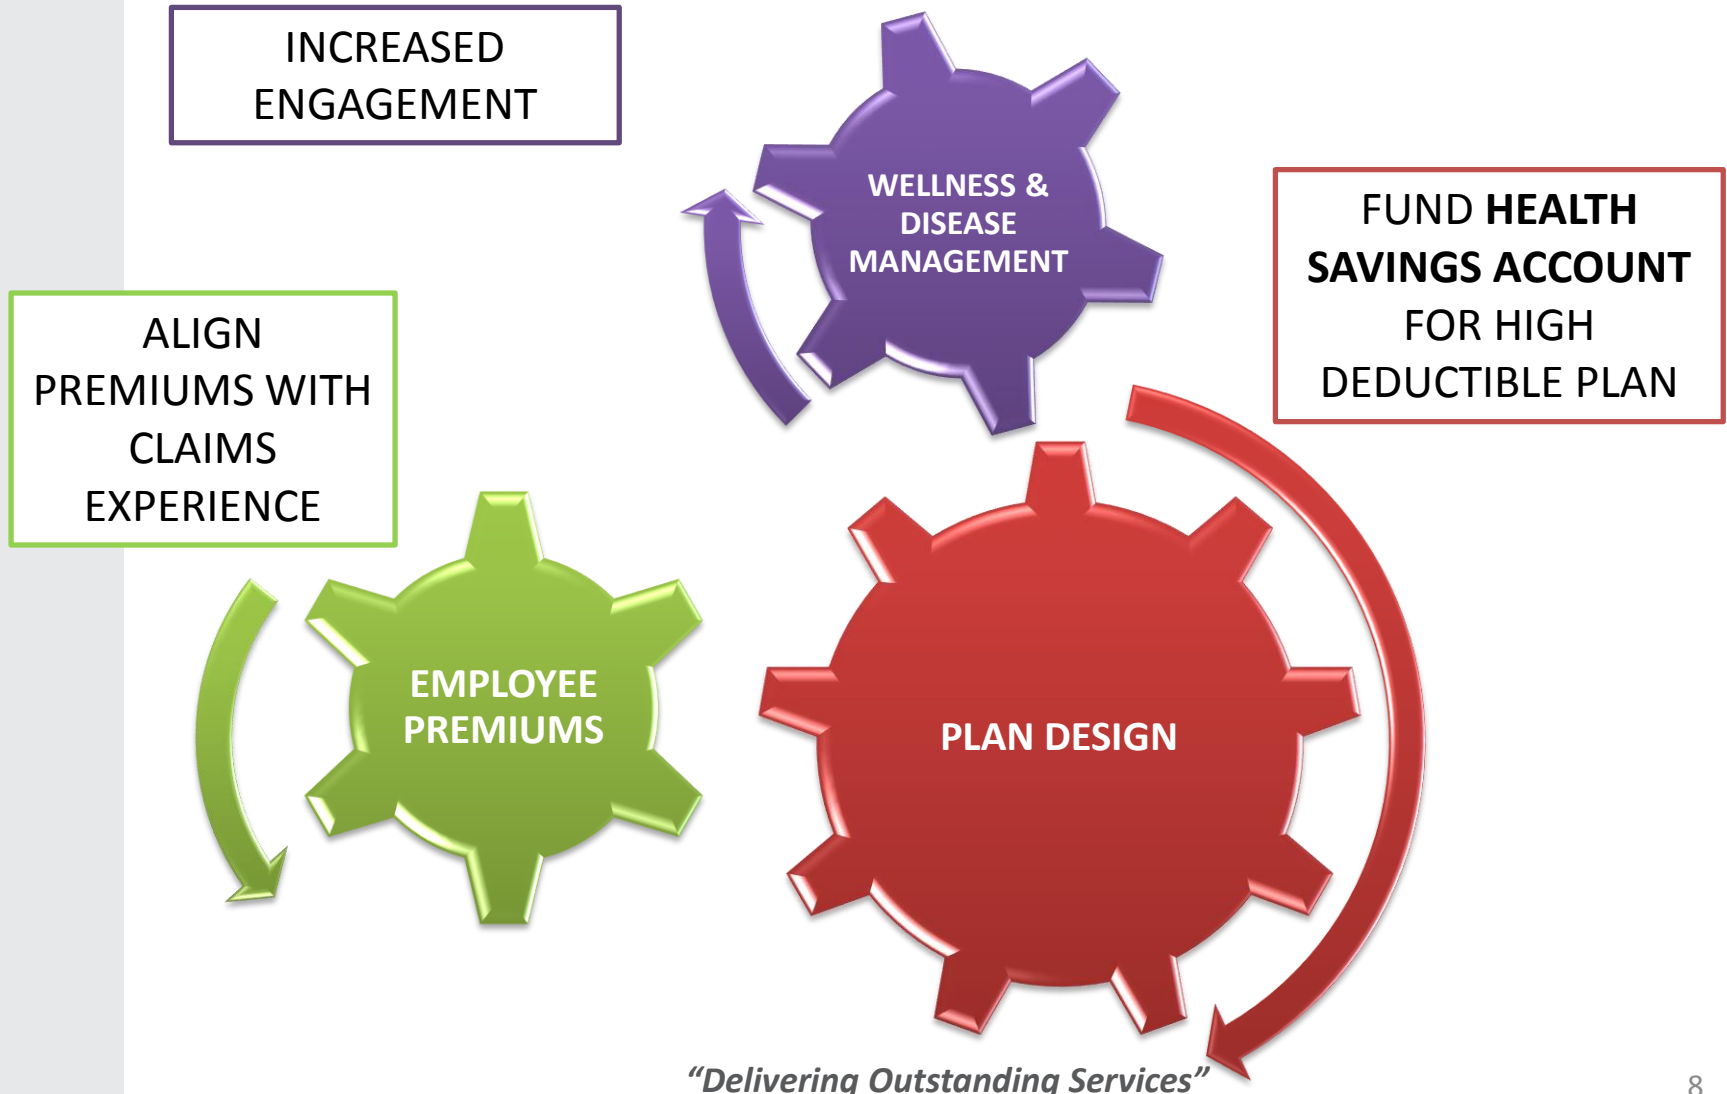 INCREASED
ENGAGEMENT
WELLNESS &
DISEASE
MANAGEMENT
FUND HEALTH
SAVINGS ACCOUNT
FOR HIGH
DEDUCTIBLE PLAN
ALIGN
PREMIUMS WITH
CLAIMS
EXPERIENCE
EMPLOYEE
PREMIUMS
PLAN DESIGN
“Delivering Outstanding Services”
8